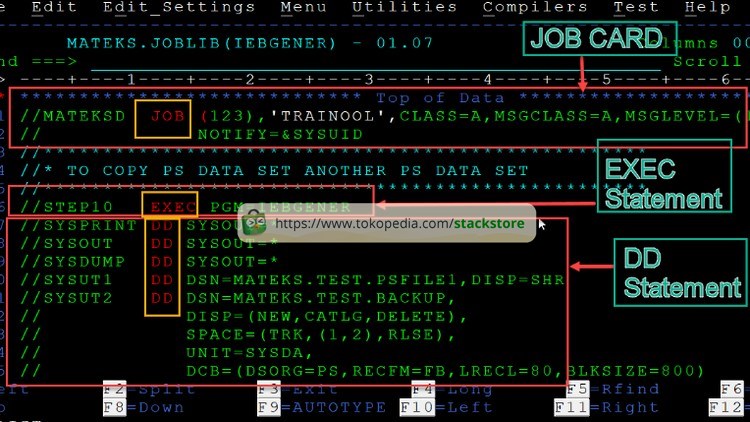 Edit Edit_Settings Menu Utilities Compilers Test Help
MATEKS.JOBLIB(IEBGENER) - 01.07
JOB CARD
===> Scroll
----+----1----+----2----+----3----+----4----+----5----+----6
Top of Data
//MATEKSD JOB (123),'TRAINOOL',CLASS=A,MSGCLASS=A,MSGLEVEL=(
// NOTIFY=&SYSUID
//*
//* TO COPY PS DATA SET ANOTHER PS DATA SET
//*
EXEC
Statement
//STEP10 EXEC PGM=IEBGENER
//SYSPRINT DD
https://www.tokopedia.com/stackstore
//SYSOUT DD SYSOUT=*
//SYSDUMP DD SYSOUT=*
//SYSUT1 DD DSN=MATEKS.TEST.PSFILE1,DISP=SHR
//SYSUT2 DD DSN=MATEKS.TEST.BACKUP,
// DISP=(NEW,CATLG,DELETE),
// SPACE=(TRK,(1,2),RLSE),
// UNIT=SYSDA,
// DCB=(DSORG=PS,RECFM=FB,LRECL=80,BLKSIZE=800)
DD
Statement
F2=Split F3=Exit F4=Long F5=Rfind F6
F8=Down F9=AUTOTYPE F10=Left F11=Right F12